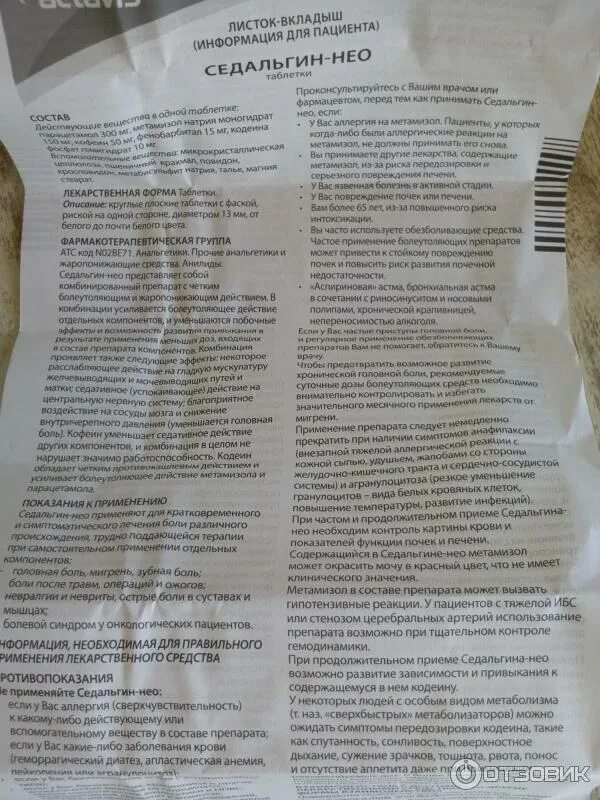 actavis
ЛИСТОК-ВКЛАДЫШ
(ИНФОРМАЦИЯ ДЛЯ ПАЦИЕНТА)
СЕДАЛЬГИН-НЕО
таблетки
СОСТАВ
Действующие вещества в одной таблетке:
парацетамол 300 мг, метамизол натрия моногидрат
150 мг, кофеин 50 мг, фенобарбитал 15 мг, кодеина
фосфат гемигидрат 10 мг.
Вспомогательные вещества: микрокристаллическая
целлюлоза, пшеничный крахмал, повидон,
кросповидон, метабисульфит натрия, тальк, магния
стеарат.
ЛЕКАРСТВЕННАЯ ФОРМА Таблетки.
Описание: круглые плоские таблетки с фаской,
риской на одной стороне, диаметром 13 мм, от
белого до почти белого цвета.
ФАРМАКОТЕРАПЕВТИЧЕСКАЯ ГРУППА
АТС код N02BE71. Анальгетики. Прочие анальгетики и
жаропонижающие средства. Анилиды.
Седальгин-нео представляет собой
комбинированный препарат с четким
болеутоляющим и жаропонижающим действием. В
комбинации усиливается болеутоляющее действие
отдельных компонентов, и уменьшаются побочные
эффекты и возможность развития привыкания в
результате применения меньших доз, входящих
в состав препарата компонентов. Комбинация
проявляет также следующие эффекты: некоторое
расслабляющее действие на гладкую мускулатуру
желчевыводящих и мочевыводящих путей и
матки; седативное (успокаивающее) действие на
центральную нервную систему; благоприятное
воздействие на сосуды мозга и снижение
внутричерепного давления (уменьшается головная
боль). Кофеин уменьшает седативное действие
других компонентов, и комбинация в целом не
нарушает значимо работоспособность. Кодеин
обладает четким противокашлевым действием и
усиливает болеутоляющее действие метамизола и
парацетамола.
ПОКАЗАНИЯ К ПРИМЕНЕНИЮ
Седальгин-нео применяют для кратковременного
и симптоматического лечения боли различного
происхождения, трудно поддающейся терапии
при самостоятельном применении отдельных
компонентов:
- головная боль, мигрень, зубная боль;
боли после травм, операций и ожогов;
невралгии и невриты, острые боли в суставах и
мышцах;
болевой синдром у онкологических пациентов.
НФОРМАЦИЯ, НЕОБХОДИМАЯ ДЛЯ ПРАВИЛЬНОГО
РИМЕНЕНИЯ ЛЕКАРСТВЕННОГО СРЕДСТВА
РОТИВОПОКАЗАНИЯ
Не применяйте Седальгин-нео:
если у Вас аллергия (сверхчувствительность)
к какому-либо действующему или
вспомогательному веществу в составе препарата;
если у Вас какие-либо заболевания крови
(геморрагический диатез, апластическая анемия,
лейкопения или агранулоцитоз);
Проконсультируйтесь с Вашим врачом или
фармацевтом, перед тем как принимать Седальгин-
нео, если:
• У Вас аллергия на метамизол. Пациенты, у которых
когда-либо были аллергические реакции на
метамизол, не должны принимать его снова.
• Вы принимаете другие лекарства, содержащие
метамизол, из-за риска передозировки и
серьезного повреждения печени.
• У Вас язвенная болезнь в активной стадии.
• У Вас повреждение почек или печени.
• Вам более 65 лет, из-за повышенного риска
интоксикации.
• Вы часто используете обезболивающие средства.
Частое применение болеутоляющих препаратов
может привести к стойкому повреждению
почек и повысить риск развития почечной
недостаточности.
• «Аспириновая» астма, бронхиальная астма
в сочетании с риносинуситом и носовыми
полипами, хронической крапивницей,
непереносимостью алкоголя.
Если у Вас частые приступы головной боли,
и регулярное применение обезболивающих
препаратов Вам не помогает, обратитесь к Вашему
врачу.
Чтобы предотвратить возможное развитие
хронической головной боли, рекомендуемые
суточные дозы болеутоляющих средств необходимо
внимательно контролировать и избегать
значительного месячного применения лекарств от
мигрени.
Применение препарата следует немедленно
прекратить при наличии симптомов анафилаксии
(внезапной тяжелой аллергической реакции с
кожной сыпью, удушьем, жалобами со стороны
желудочно-кишечного тракта и сердечно-сосудистой
системы) и агранулоцитоза (резкое уменьшение
гранулоцитов – вида белых кровяных клеток,
повышение температуры, развитие инфекций).
При частом и продолжительном приеме Седальгина-
нео необходим контроль картины крови и
показателей функции почек и печени.
Содержащийся в Седальгине-нео метамизол
может окрасить мочу в красный цвет, что не имеет
клинического значения.
Метамизол в составе препарата может вызвать
гипотензивные реакции. У пациентов с тяжелой ИБС
или стенозом церебральных артерий использование
препарата возможно при тщательном контроле
гемодинамики.
При продолжительном приеме Седальгина-нео
возможно развитие зависимости и привыкания к
содержащемуся в нем кодеину.
У некоторых людей с особым видом метаболизма
(т. наз. «сверхбыстрых» метаболизаторов) можно
ожидать симптомы передозировки кодеина, такие
как спутанность, сонливость, поверхностное
дыхание, сужение зрачков, тошнота, рвота, понос
и отсутствие аппетита даже при
ОТЗОВИК